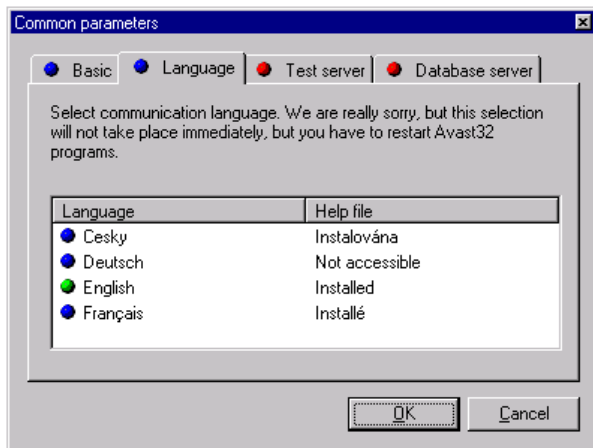 Common parameters
Basic Language Test server Database server
Select communication language. We are really sorry, but this selection
will not take place immediately, but you have to restart Avast32
programs.
Language Help file
Cesky Instalována
Deutsch Not accessible
English Installed
Français Installé
OK Cancel